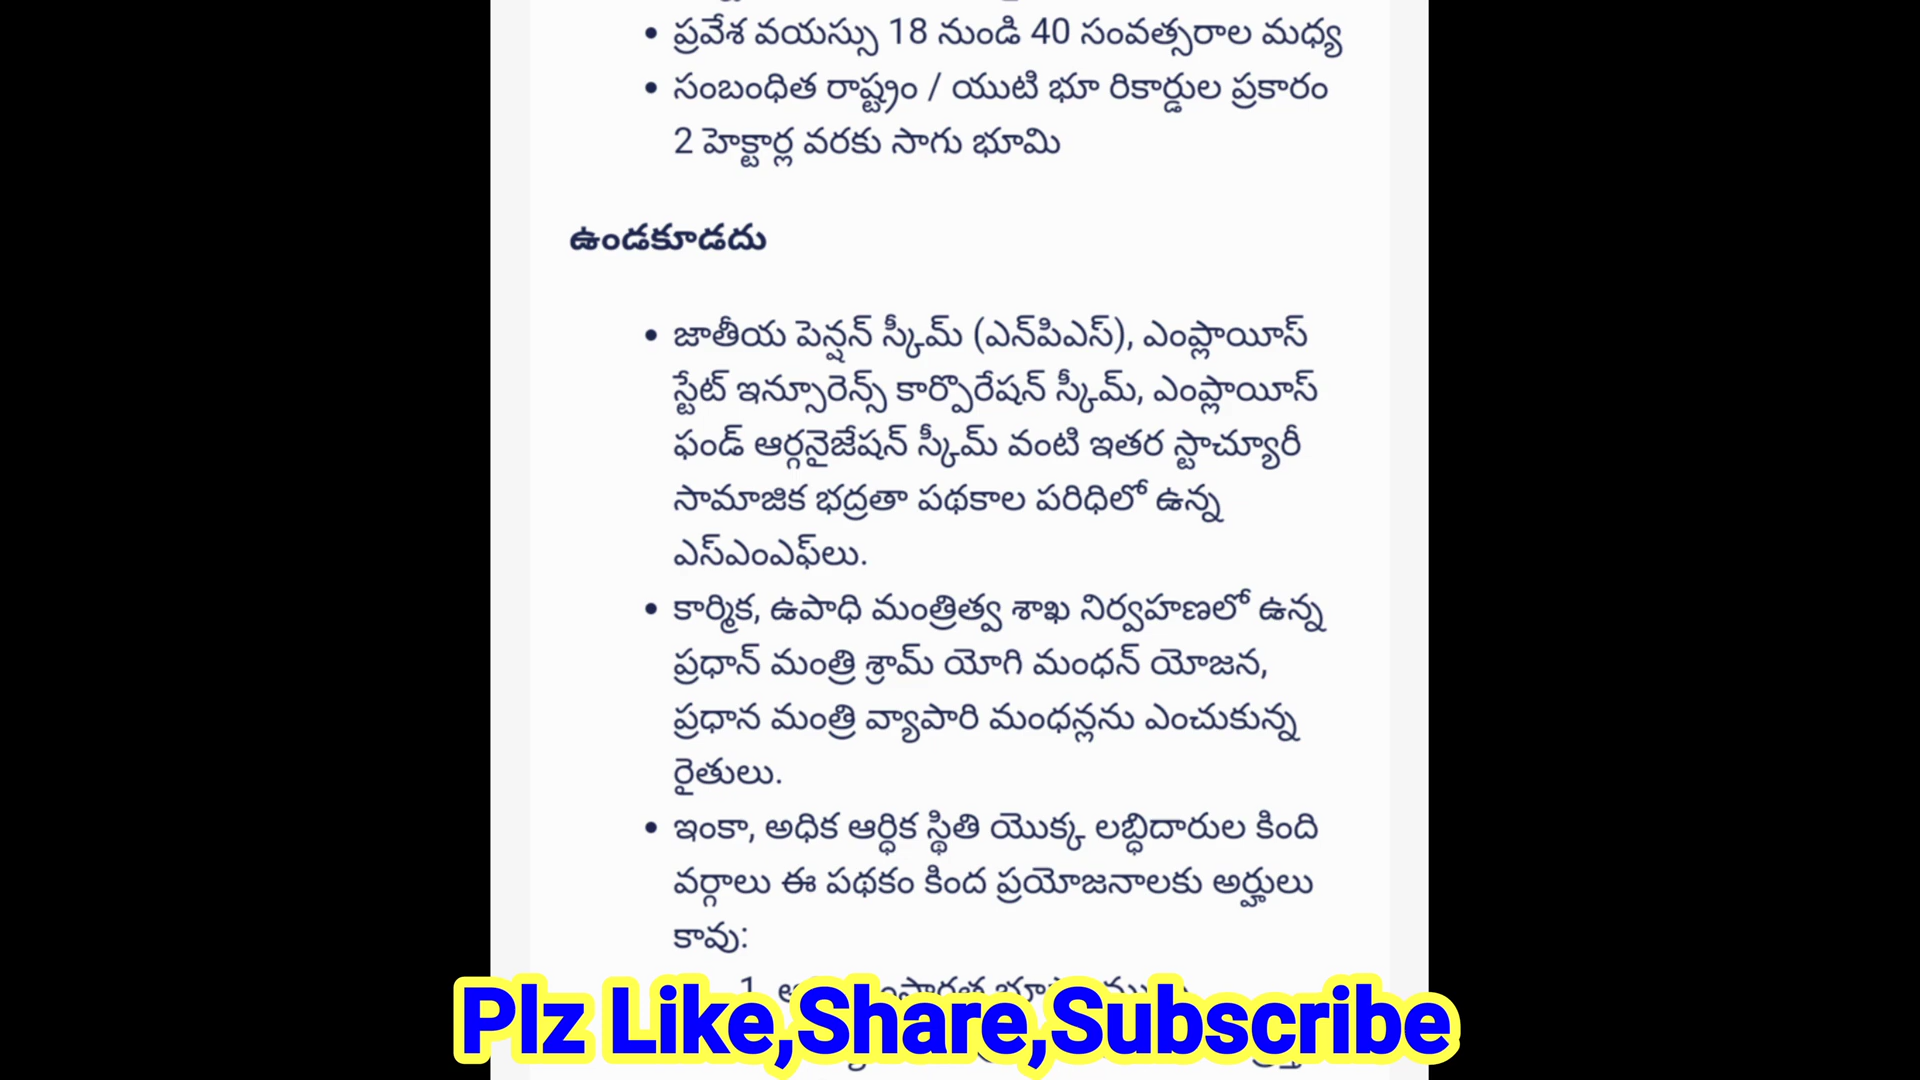 • ప్రవేశ వయస్సు 18 నుండి 40 సంవత్సరాల మధ్య
• సంబంధిత రాష్ట్రం / యుటి భూ రికార్డుల ప్రకారం
2 హెక్టార్ల వరకు సాగు భూమి
ఉండకూడదు
• జాతీయ పెన్షన్ స్కీమ్ (ఎన్‌పిఎస్), ఎంప్లాయీస్
స్టేట్ ఇన్సూరెన్స్ కార్పొరేషన్ స్కీమ్, ఎంప్లాయీస్
ఫండ్ ఆర్గనైజేషన్ స్కీమ్ వంటి ఇతర స్టాచ్యూరీ
సామాజిక భద్రతా పథకాల పరిధిలో ఉన్న
ఎస్‌ఎంఎఫ్‌లు.
• కార్మిక, ఉపాధి మంత్రిత్వ శాఖ నిర్వహణలో ఉన్న
ప్రధాన్ మంత్రి శ్రామ్ యోగి మంధన్ యోజన,
ప్రధాన మంత్రి వ్యాపారి మంధన్లను ఎంచుకున్న
రైతులు.
• ఇంకా, అధిక ఆర్ధిక స్థితి యొక్క లబ్ధిదారుల కింది
వర్గాలు ఈ పథకం కింద ప్రయోజనాలకు అర్హులు
కావు:
1.
Plz Like,Share,Subscribe